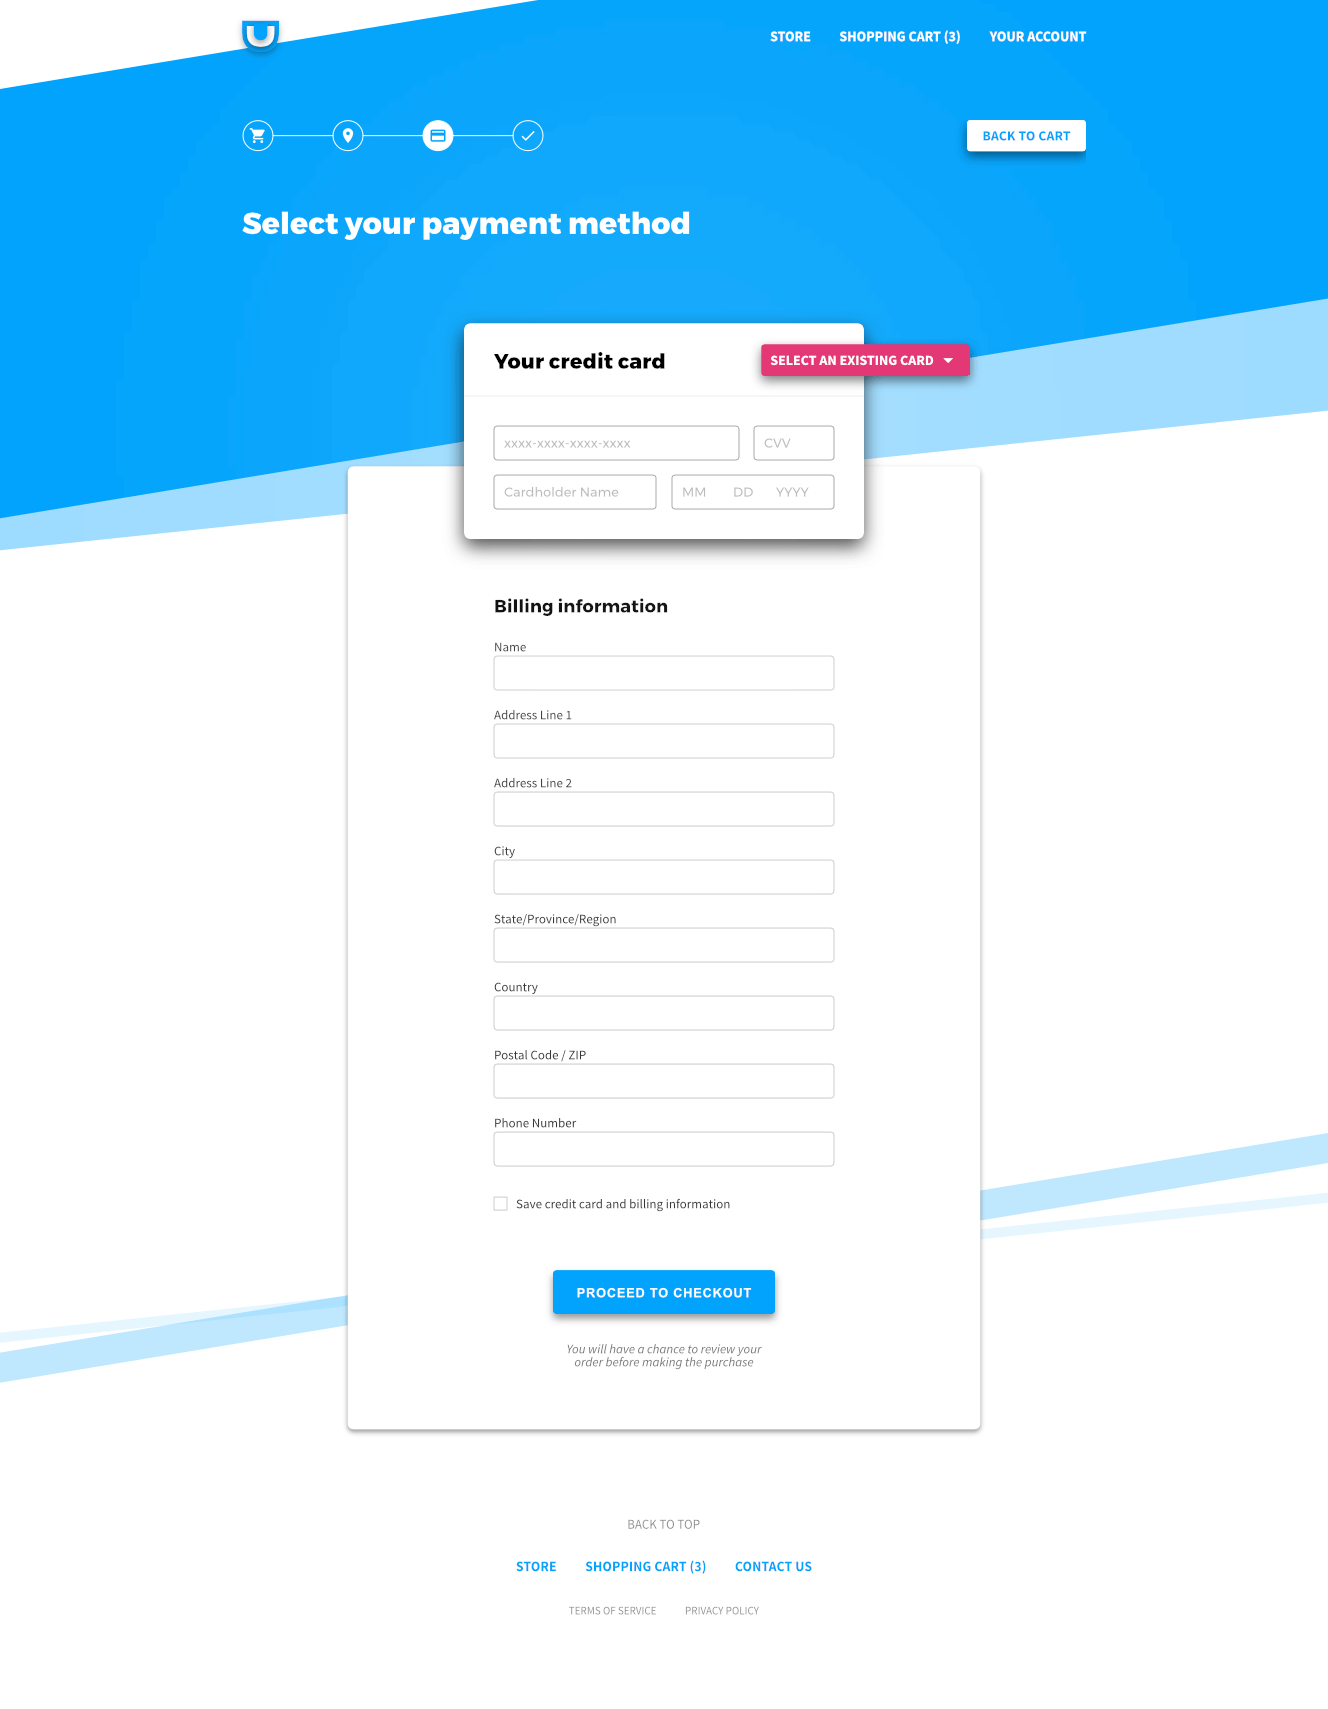 STORE SHOPPING CART (3) YOUR ACCOUNT
BACK TO CART
Select your payment method
Your credit card
SELECT AN EXISTING CARD
xxxx-xxxx-xxxx-xxxx CVV
Cardholder Name MM DD YYYY
Billing information
Name
Address Line 1
Address Line 2
City
State/Province/Region
Country
Postal Code / ZIP
Phone Number
Save credit card and billing information
PROCEED TO CHECKOUT
You will have a chance to review your
order before making the purchase
BACK TO TOP
STORE SHOPPING CART (3) CONTACT US
TERMS OF SERVICE PRIVACY POLICY